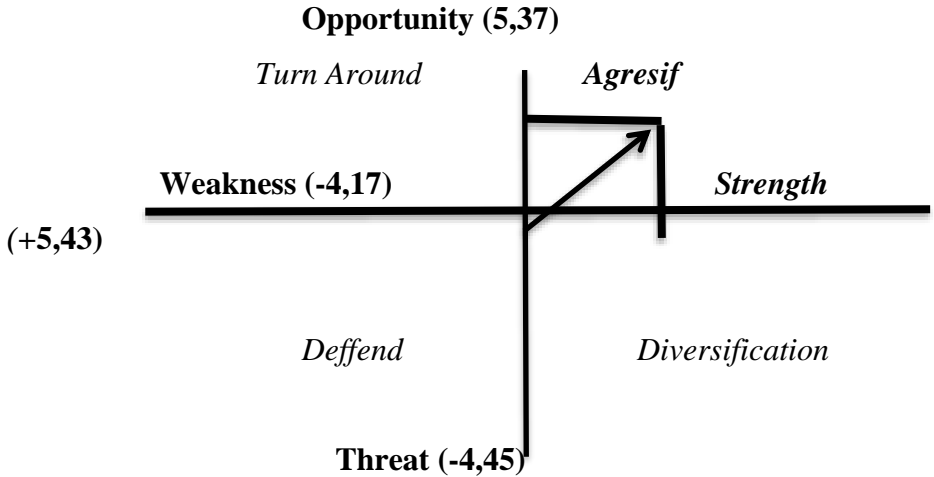 Opportunity (5,37)
Turn Around Agresif
Weakness (-4,17) Strength
(+5,43)
Deffend Diversification
Threat (-4,45)